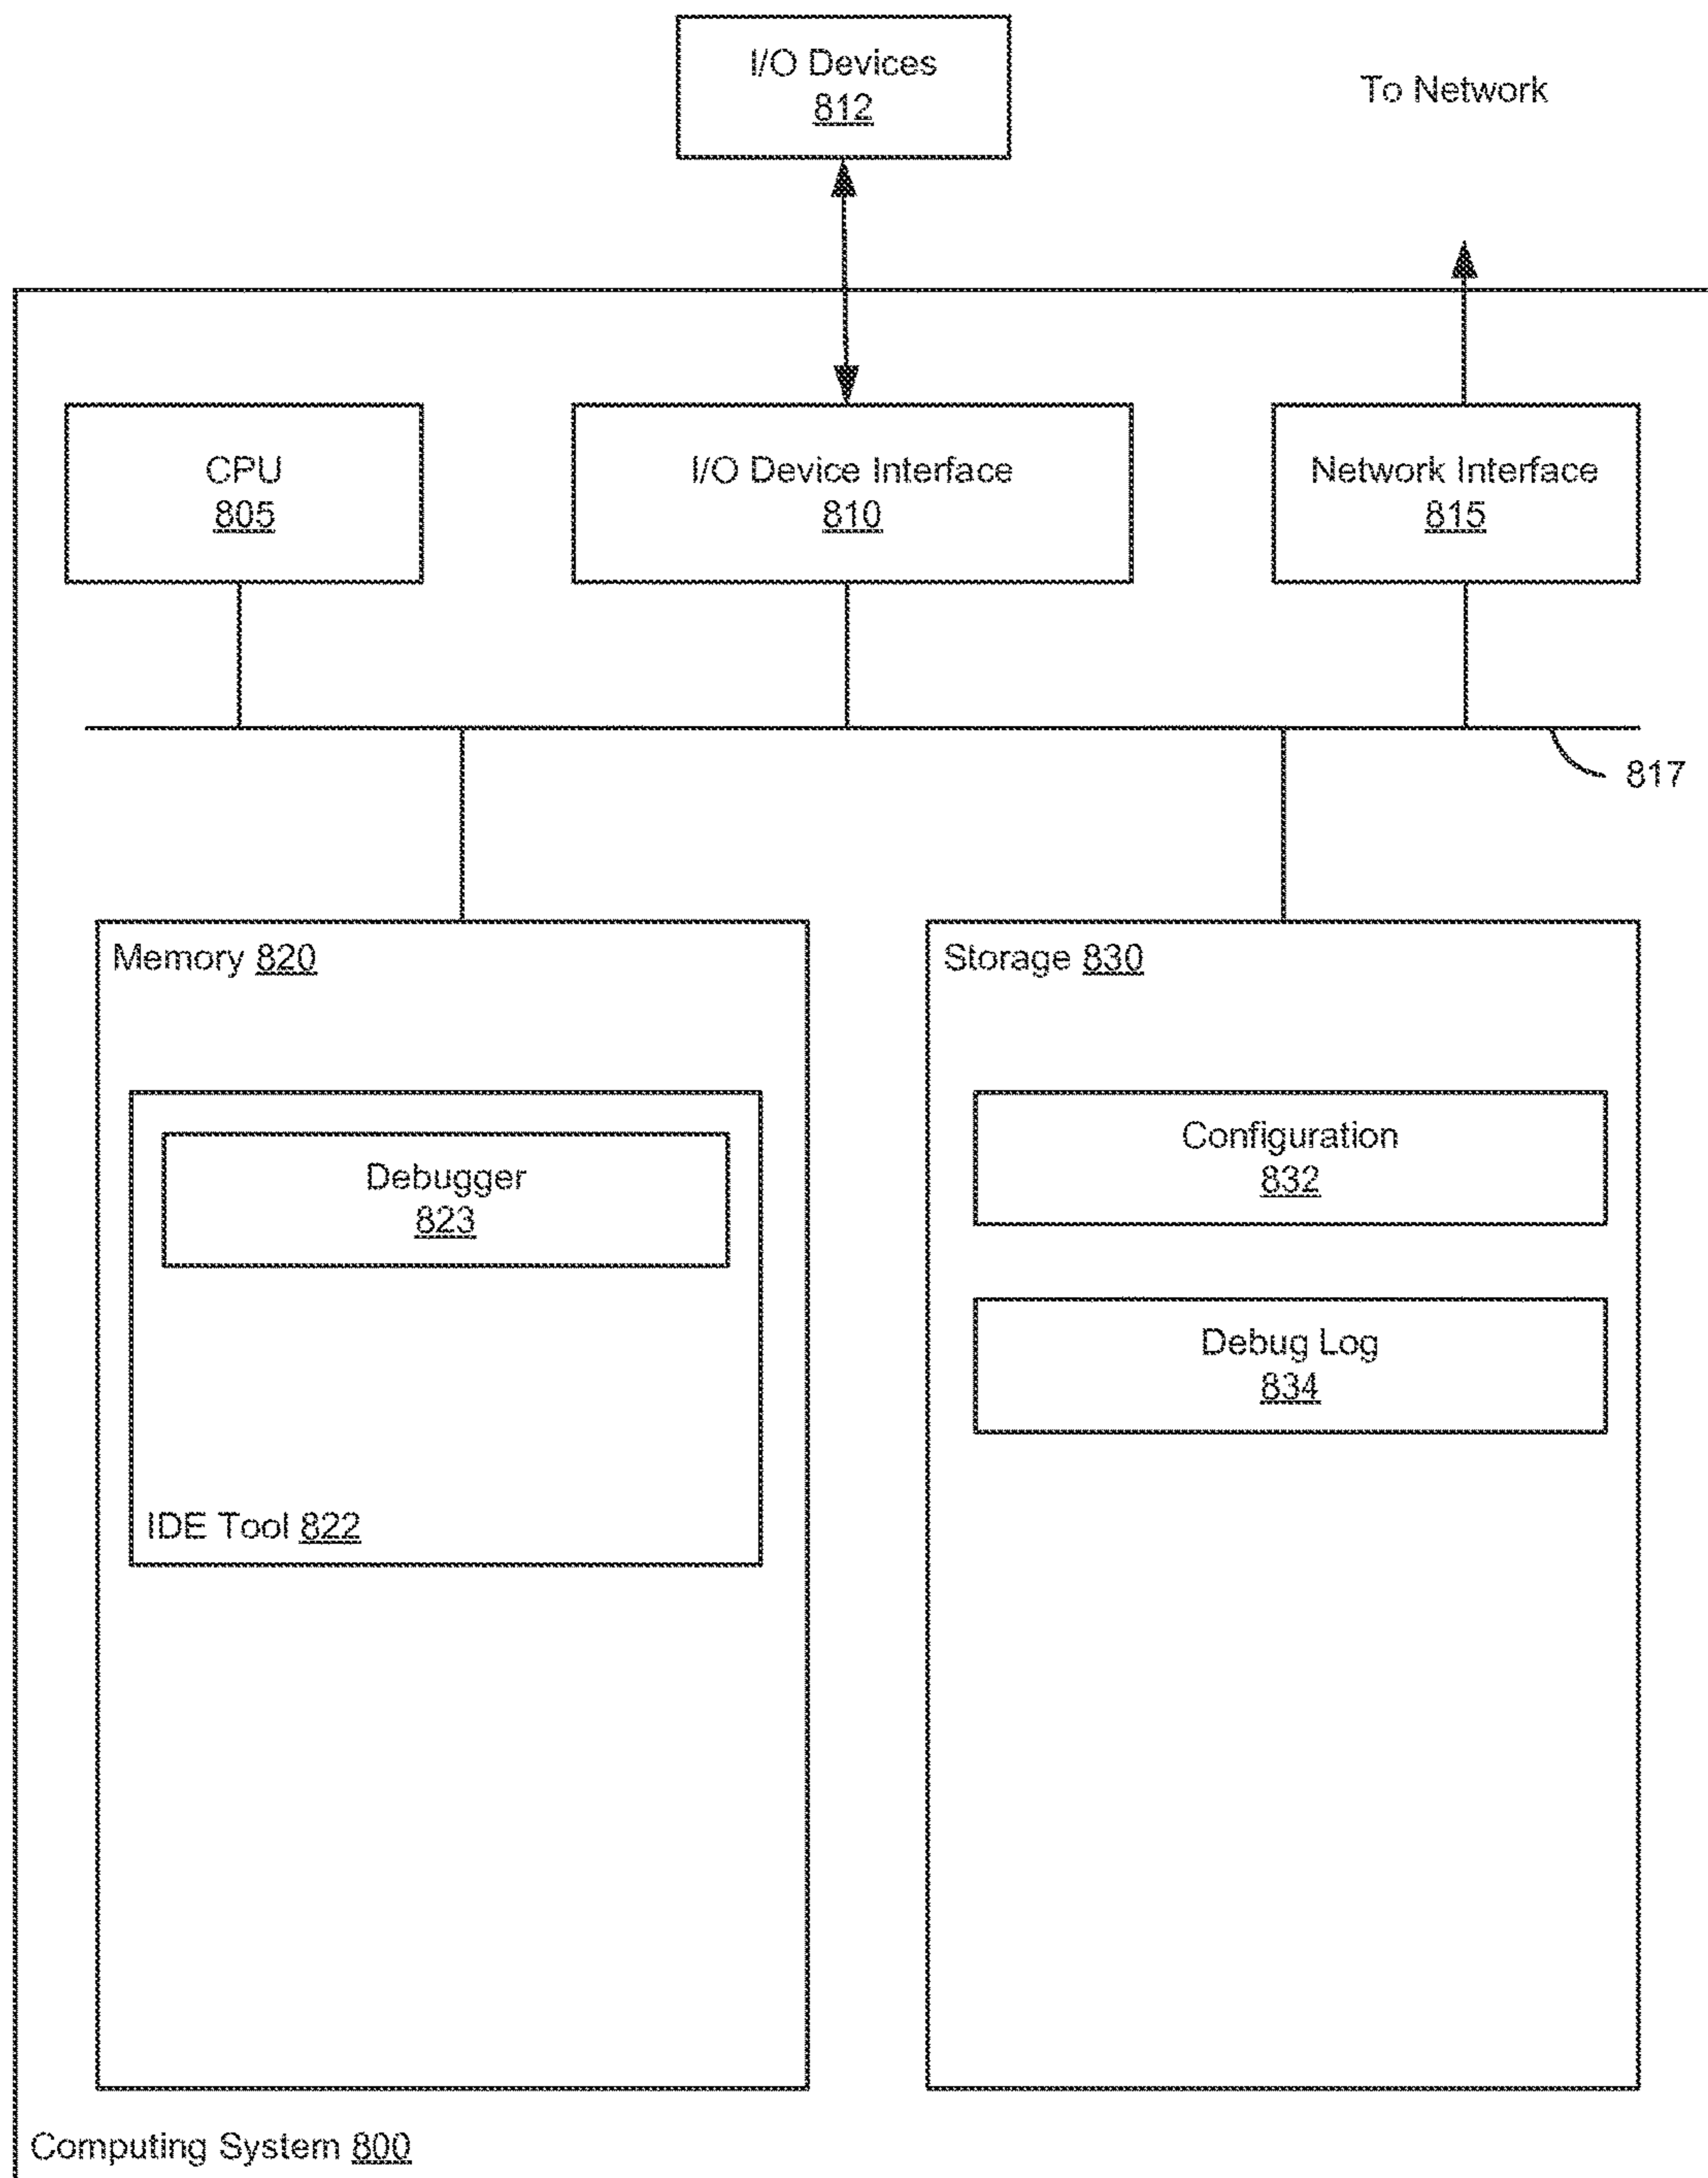 I/O Devices
812
To Network
CPU
805
I/O Device Interface
810
Network Interface
815
817
Memory 820
Storage 830
Debugger
823
Configuration
832
Debug Log
834
IDE Tool 822
Computing System 800